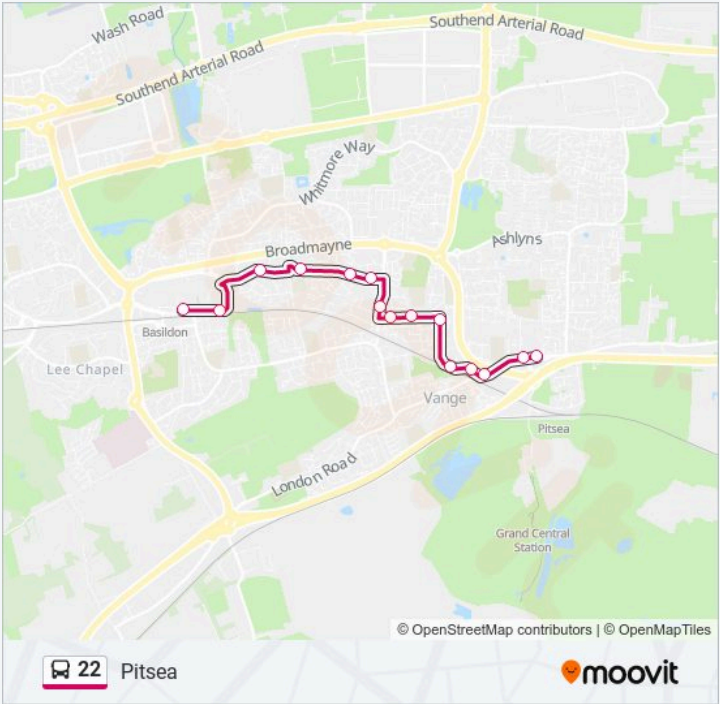 Wash Road
Southend Arterial Road
Southend Arterial Road
Whitmore Way
Ashlyns
Broadmayne
Basildon
Lee Chapel
Vange
Pitsea
London Road
Grand Central
Station
© OpenStreetMap contributors | © OpenMapTiles
22 Pitsea
moovit